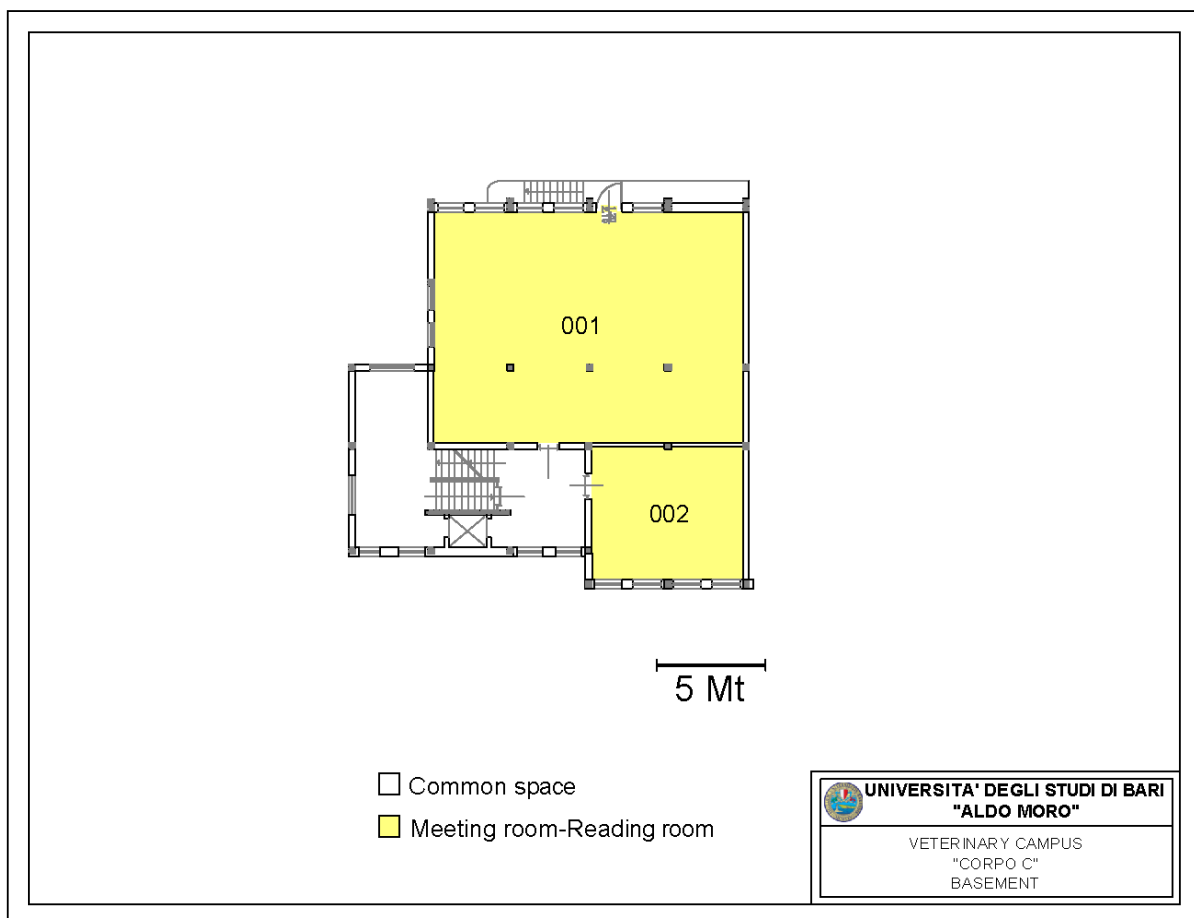 001
002
5 Mt
Common space
Meeting room-Reading room
UNIVERSITA' DEGLI STUDI DI BARI
"ALDO MORO"
VETERINARY CAMPUS
"CORPO C"
BASEMENT